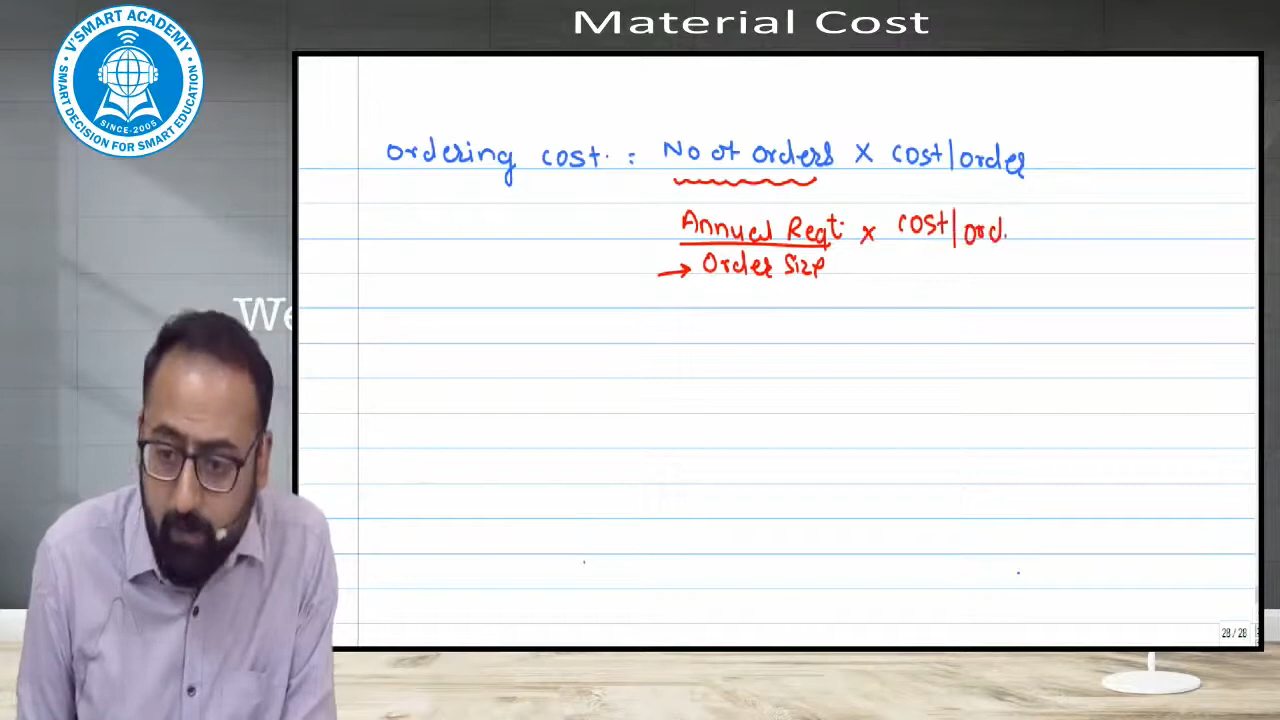 Material Cost
V'SMART ACADEMY
SMART DECISION FOR SMART EDUCATION
SINCE-2005
We
ordering cost : No of orders × cost/order
Annual Reqt. × cost/ord.
→ Order Size
28 / 28